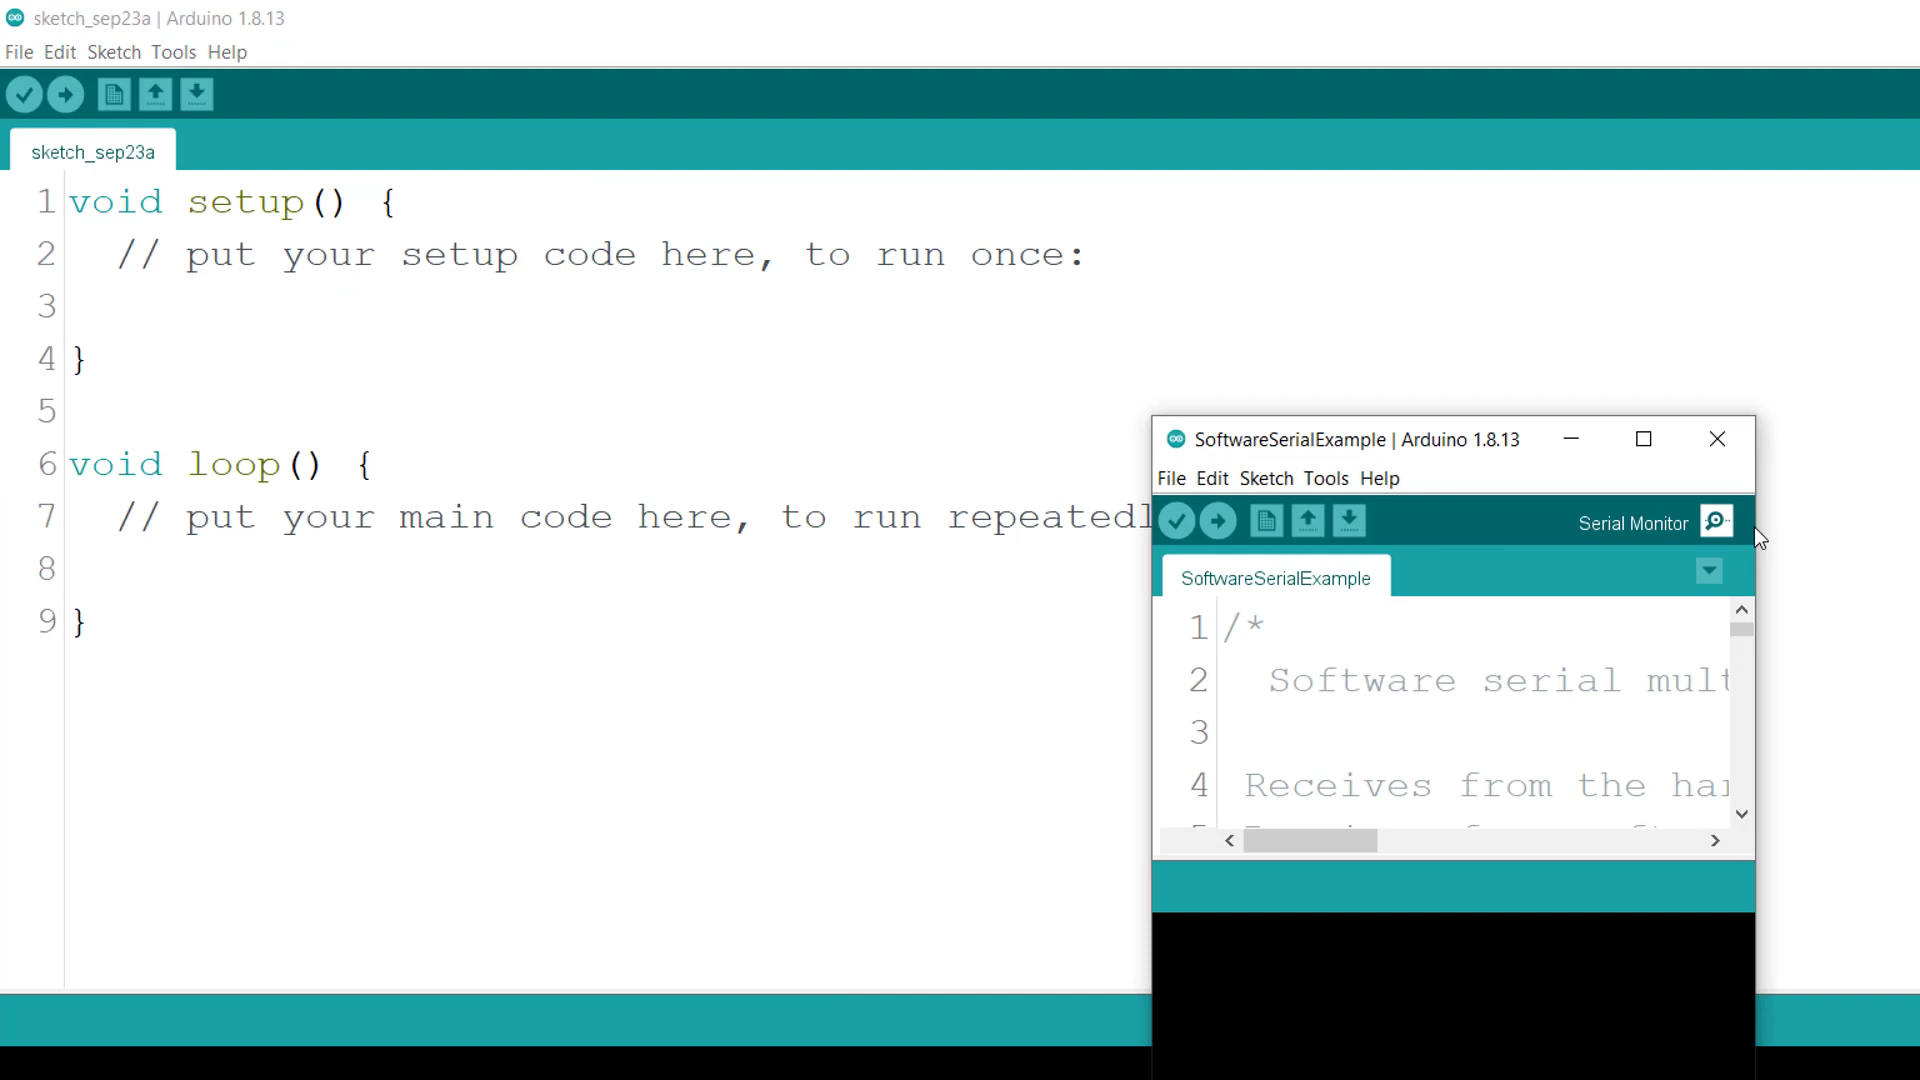 sketch_sep23a | Arduino 1.8.13
File Edit Sketch Tools Help
sketch_sep23a
1 void setup() {
2 // put your setup code here, to run once:
3
4 }
5
6 void loop() {
7 // put your main code here, to run repeatedl
8
9 }
SoftwareSerialExample | Arduino 1.8.13
File Edit Sketch Tools Help
Serial Monitor
SoftwareSerialExample
1 /*
2 Software serial mult
3
4 Receives from the har